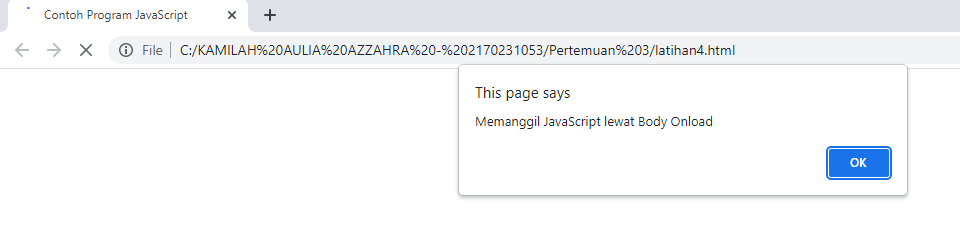 Contoh Program JavaScript
File | C:/KAMILAH%20AULIA%20AZZAHRA%20-%202170231053/Pertemuan%203/latihan4.html
This page says
Memanggil JavaScript lewat Body Onload
OK